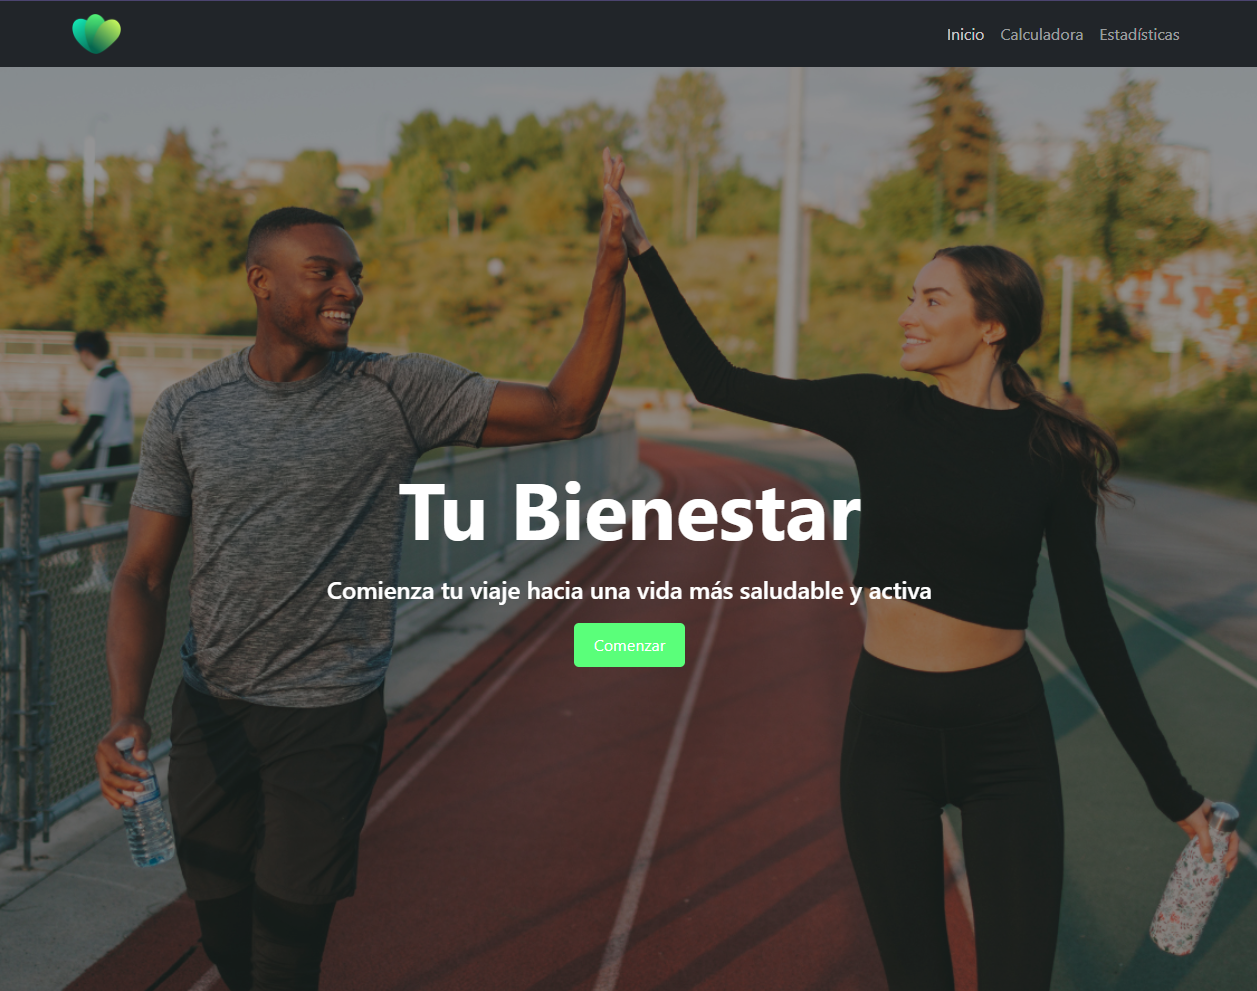 Inicio Calculadora Estadísticas
Tu Bienestar
Comienza tu viaje hacia una vida más saludable y activa
Comenzar